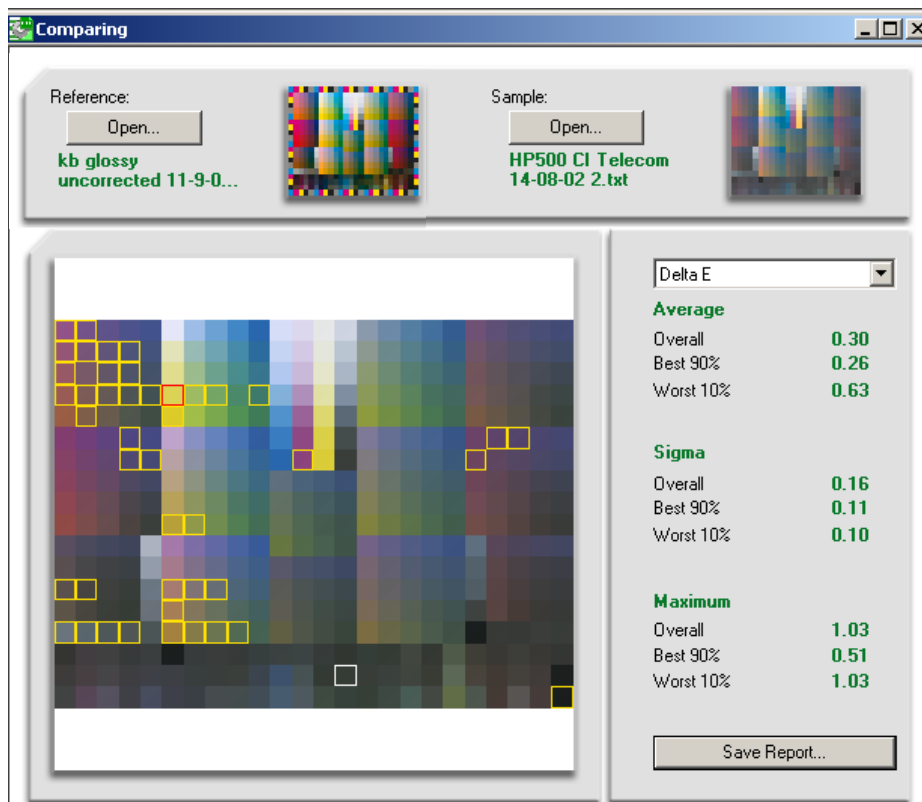 Comparing
Reference:
Open...
kb glossy
uncorrected 11-9-0...
Sample:
Open...
HP500 CI Telecom
14-08-02 2.txt
Delta E
Average
Overall 0.30
Best 90% 0.26
Worst 10% 0.63
Sigma
Overall 0.16
Best 90% 0.11
Worst 10% 0.10
Maximum
Overall 1.03
Best 90% 0.51
Worst 10% 1.03
Save Report...